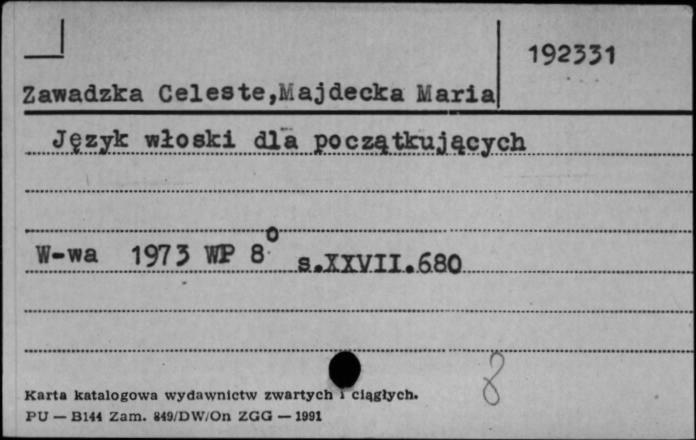 192331
Zawadzka Celeste,Majdecka Maria
Język włoski dla początkujących
W-wa 1973 WP 8° s.XXVII.680
8
Karta katalogowa wydawnictw zwartych i ciągłych.
PU — B144 Zam. 849/DW/On ZGG — 1991